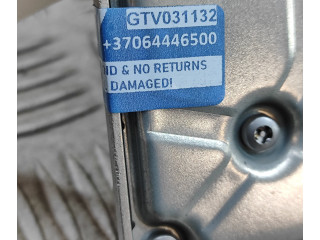 GTV031132
+37064446500
ID & NO RETURNS
DAMAGED!